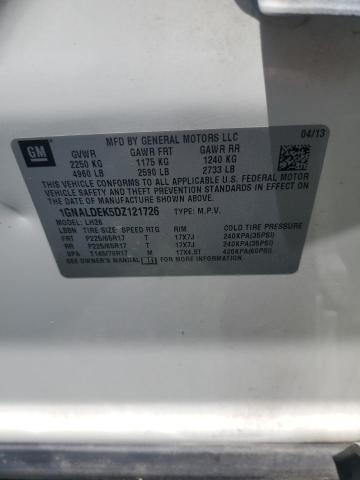 GM
MFD BY GENERAL MOTORS LLC 04/13
GVWR GAWR FRT GAWR RR
2250 KG 1175 KG 1240 KG
4960 LB 2590 LB 2733 LB
THIS VEHICLE CONFORMS TO ALL APPLICABLE U.S. FEDERAL MOTOR
VEHICLE SAFETY AND THEFT PREVENTION STANDARDS IN EFFECT ON
THE DATE OF MANUFACTURE SHOWN ABOVE.
1GNALDEK5DZ121726 TYPE: M.P.V.
MODEL: LH26
TIRE SIZE SPEED RTG RIM COLD TIRE PRESSURE
FRT P225/65R17 T 17X7J 240KPA(35PSI)
RR P225/65R17 T 17X7J 240KPA(35PSI)
SPA T145/70R17 M 17X4.5T 420KPA(60PSI)
SEE OWNER'S MANUAL FOR ADDITIONAL INFORMATION.